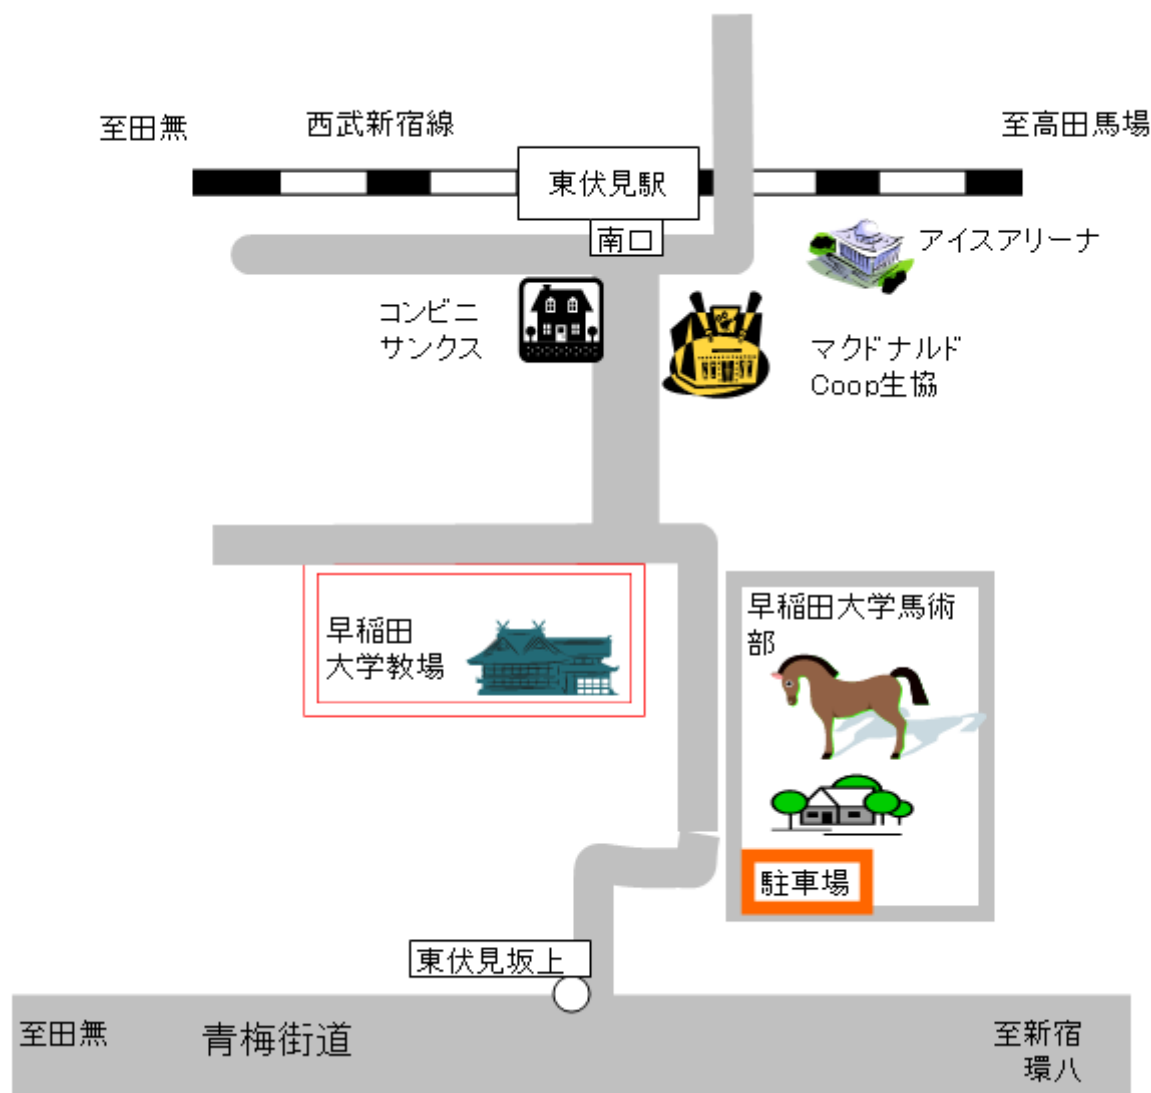 至田無
西武新宿線
至高田馬場
東伏見駅
南口
アイスアリーナ
コンビニ
サンクス
マクドナルド
Coop生協
早稲田
大学教場
早稲田大学馬術
部
駐車場
東伏見坂上
至田無
青梅街道
至新宿
環八